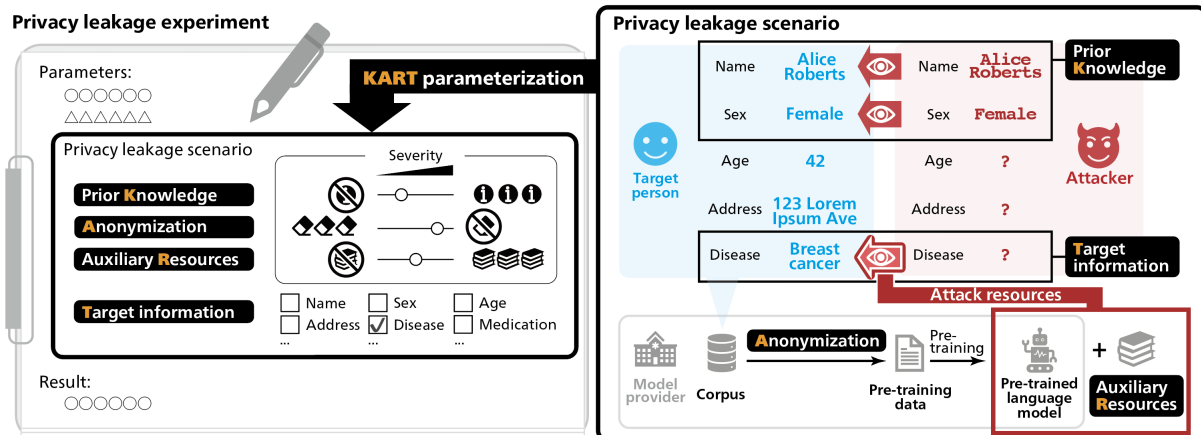 Privacy leakage experiment
Parameters:
KART parameterization
Privacy leakage scenario
Severity
Prior Knowledge
Anonymization
Auxiliary Resources
Target information
Name
Sex
Age
Address
Disease
Medication
...
...
...
Result:
Privacy leakage scenario
Target
person
Name
Alice
Roberts
Name
Alice
Roberts
Prior
Knowledge
Sex
Female
Sex
Female
Age
42
Age
?
Attacker
Address
123 Lorem
Ipsum Ave
Address
?
Disease
Breast
cancer
Disease
?
Target
information
Attack resources
Model
provider
Corpus
Anonymization
Pre-training
data
Pre-
training
Pre-trained
language
model
+
Auxiliary
Resources